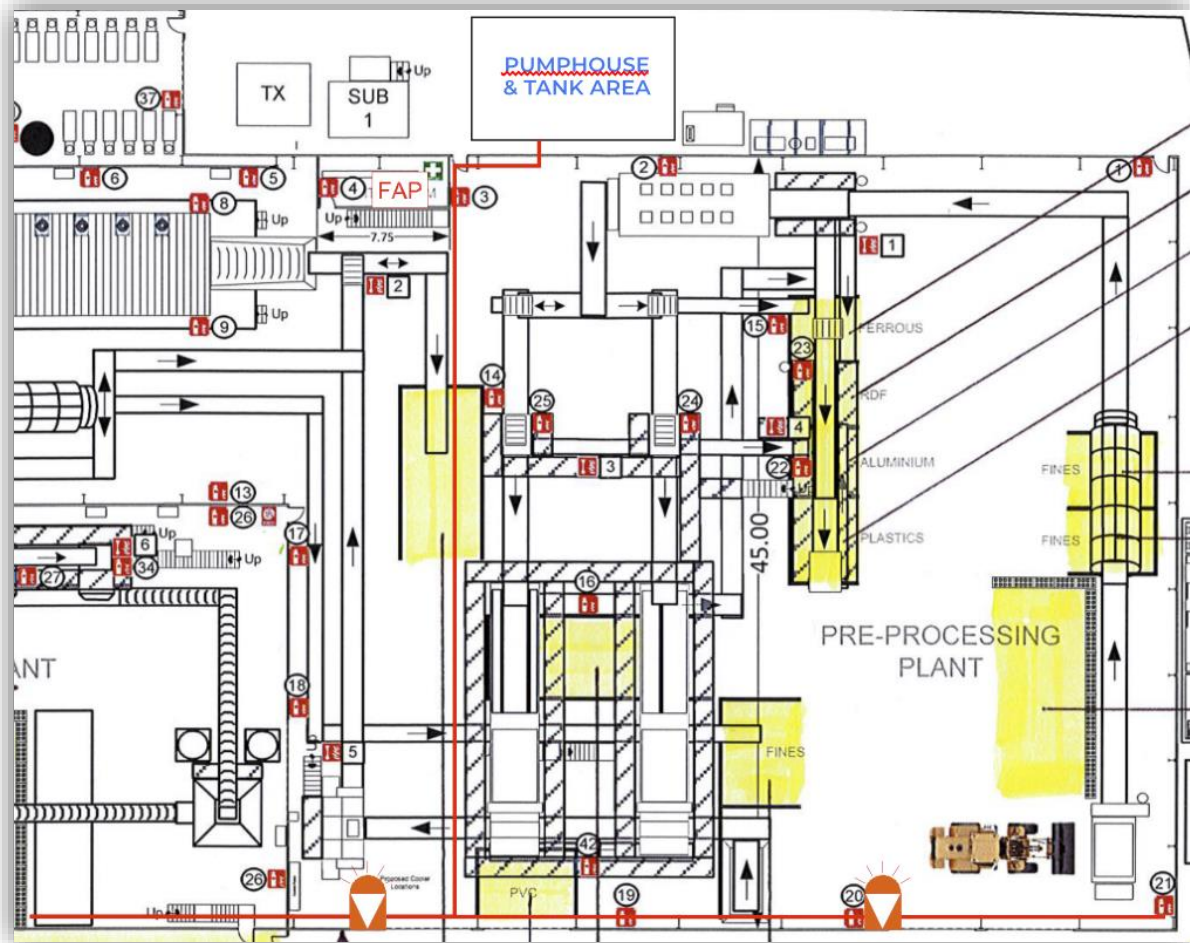 PUMPHOUSE
& TANK AREA
TX
SUB
1
Up
37
6
5
4
FAP
3
2
1
8
Up
Up
7.75
1
2
9
Up
15
FERROUS
23
14
25
24
RDF
4
3
22
ALUMINIUM
FINES
13
26
17
45.00
PLASTICS
FINES
6
Up
34
Up
27
16
PRE-PROCESSING
PLANT
ANT
18
5
FINES
42
26
Proposed Cooler
Locations
PVC
Up
19
20
21